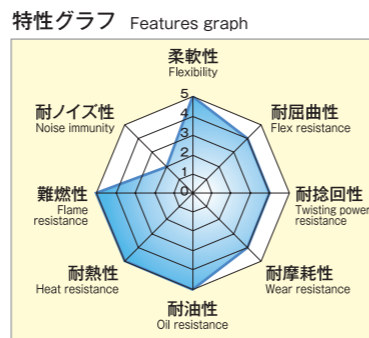 特性グラフ Features graph
柔軟性
Flexibility
耐屈曲性
Flex resistance
耐捻回性
Twisting power
resistance
耐摩耗性
Wear resistance
耐油性
Oil resistance
耐熱性
Heat resistance
難燃性
Flame
resistance
耐ノイズ性
Noise immunity
5
4
3
2
1
0